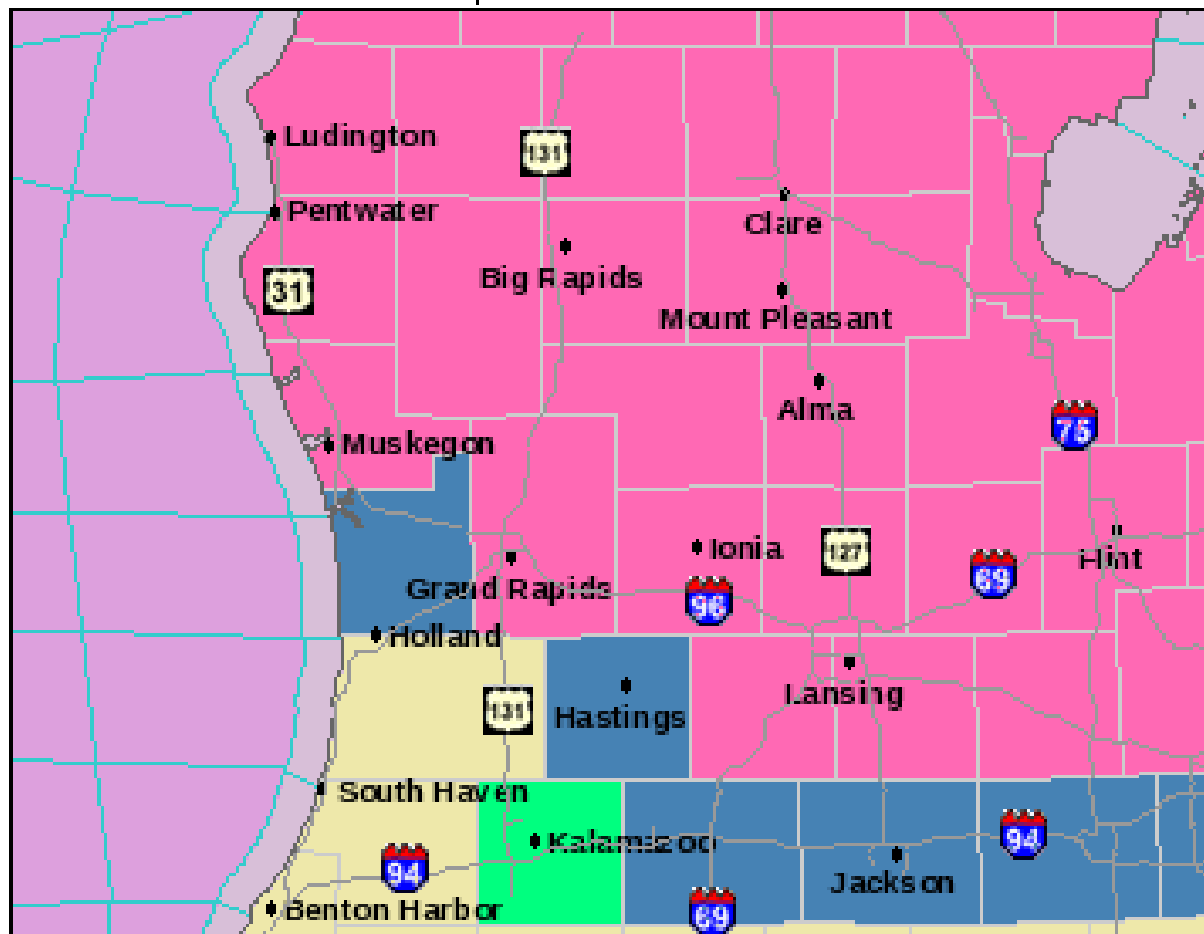 Ludington
131
Pentwater
Clare
Big Rapids
31
Mount Pleasant
Alma
75
Muskegon
Ionia
127
Flint
69
Grand Rapids
96
Holland
Lansing
131
Hastings
South Haven
94
Kalamazoo
94
Jackson
Benton Harbor
69